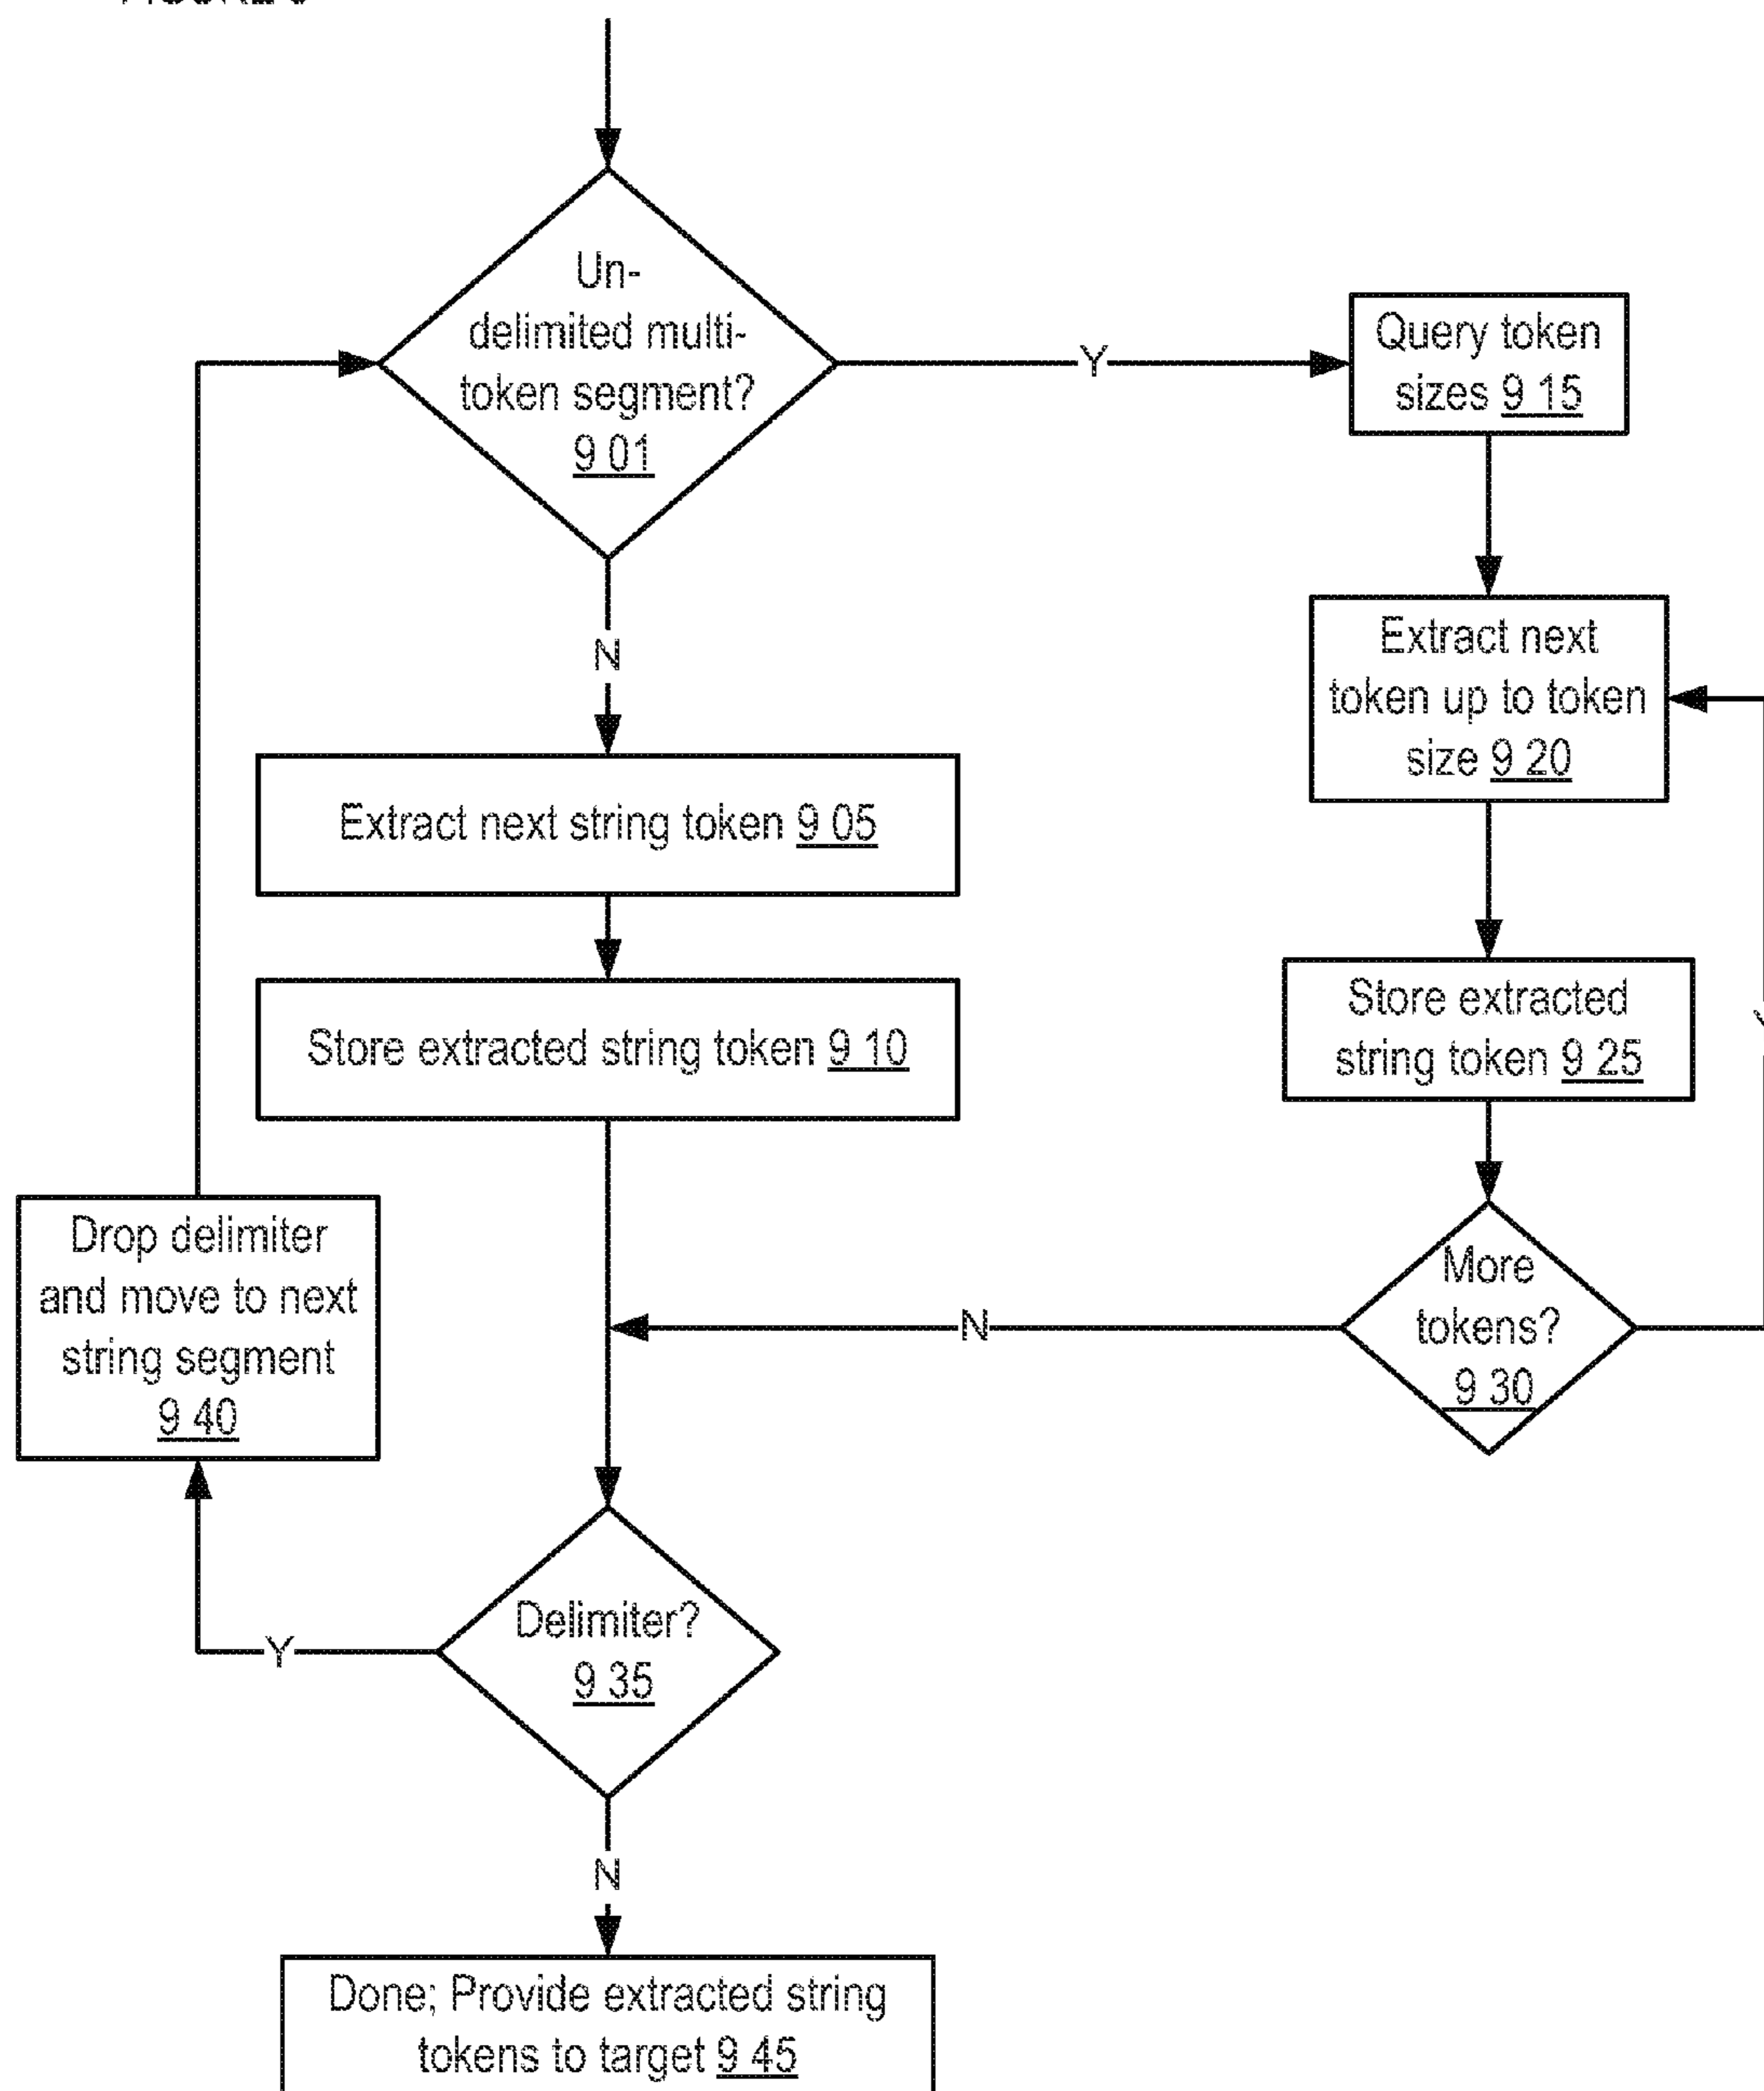 Un-
delimited multi-
token segment?
9 01
Y
Query token
sizes 9 15
N
Extract next
token up to token
size 9 20
Extract next string token 9 05
Store extracted string token 9 10
Store extracted
string token 9 25
Drop delimiter
and move to next
string segment
9 40
More
tokens?
9 30
N
Delimiter?
9 35
Y
N
Done; Provide extracted string
tokens to target 9 45